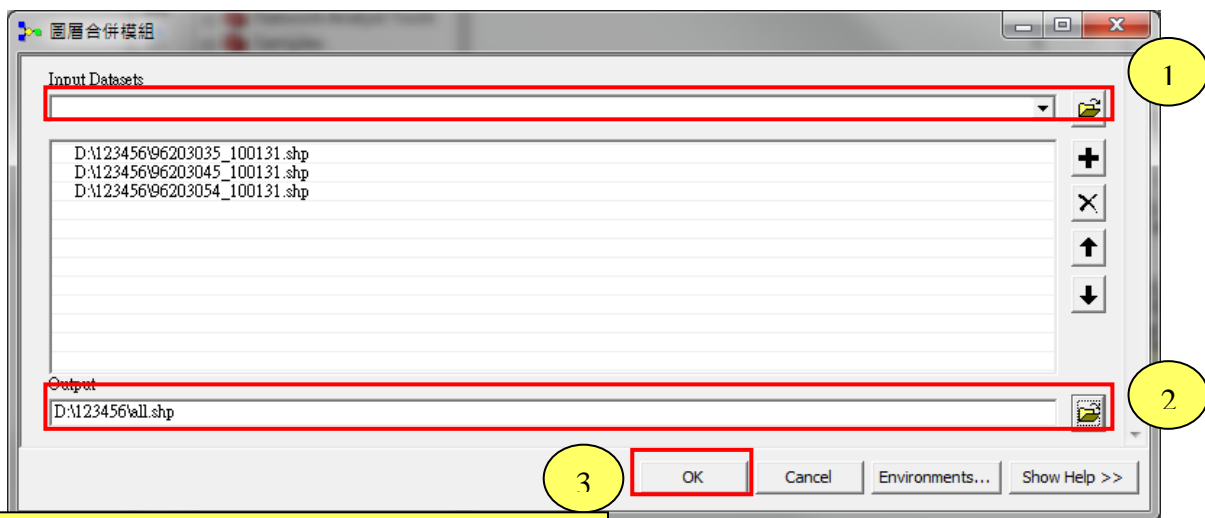 圖層合併模組
Input Datasets
1
D:\123456\96203035_100131.shp
D:\123456\96203045_100131.shp
D:\123456\96203054_100131.shp
Output
D:\123456\all.shp
2
3
OK
Cancel
Environments...
Show Help >>